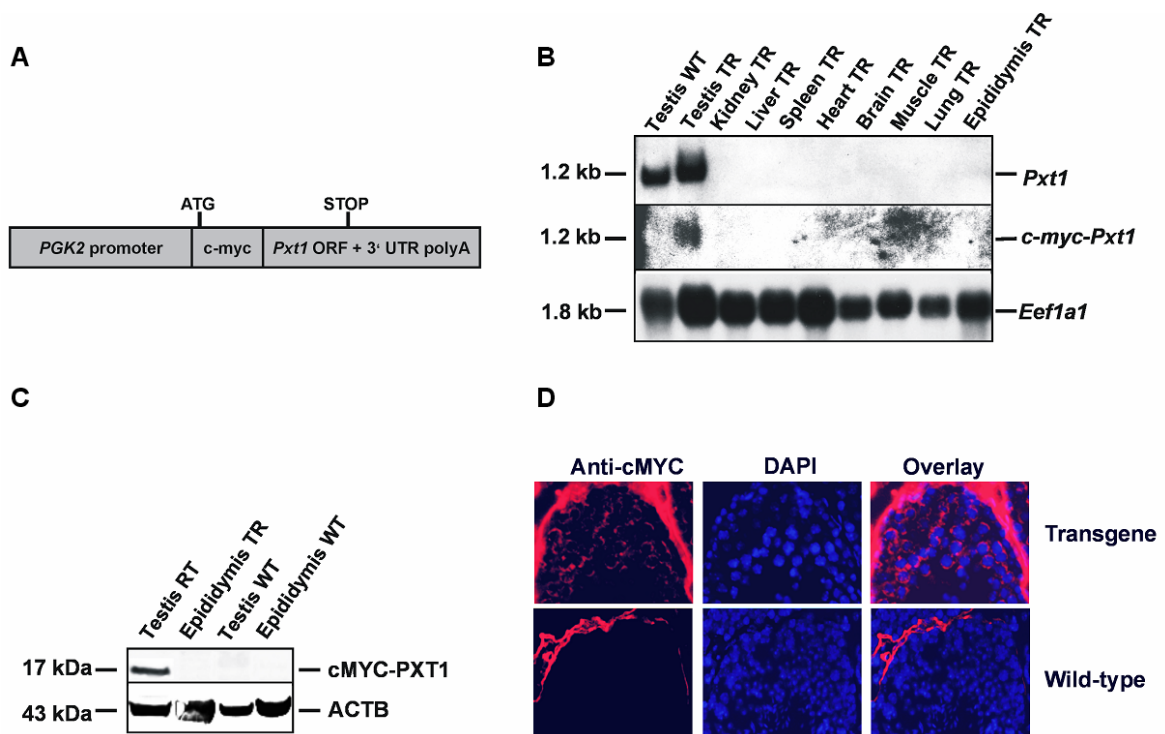 A
ATG
STOP
PGK2 promoter
c-myc
Pxt1 ORF + 3' UTR polyA
B
Testis WT
Testis TR
Kidney TR
Liver TR
Spleen TR
Heart TR
Brain TR
Muscle TR
Lung TR
Epididymis TR
1.2 kb
Pxt1
1.2 kb
c-myc-Pxt1
1.8 kb
Eef1a1
C
Testis RT
Epididymis TR
Testis WT
Epididymis WT
17 kDa
cMYC-PXT1
43 kDa
ACTB
D
Anti-cMYC
DAPI
Overlay
Transgene
Wild-type